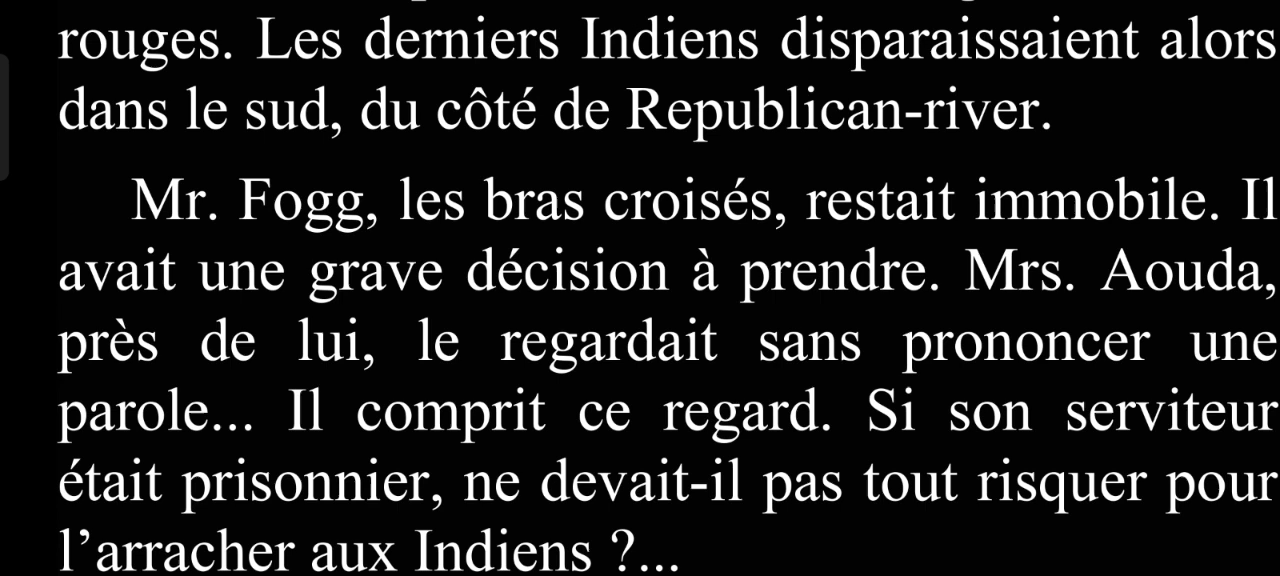 rouges. Les derniers Indiens disparaissaient alors
dans le sud, du côté de Republican-river.
Mr. Fogg, les bras croisés, restait immobile. Il
avait une grave décision à prendre. Mrs. Aouda,
près de lui, le regardait sans prononcer une
parole... Il comprit ce regard. Si son serviteur
était prisonnier, ne devait-il pas tout risquer pour
l’arracher aux Indiens ?...